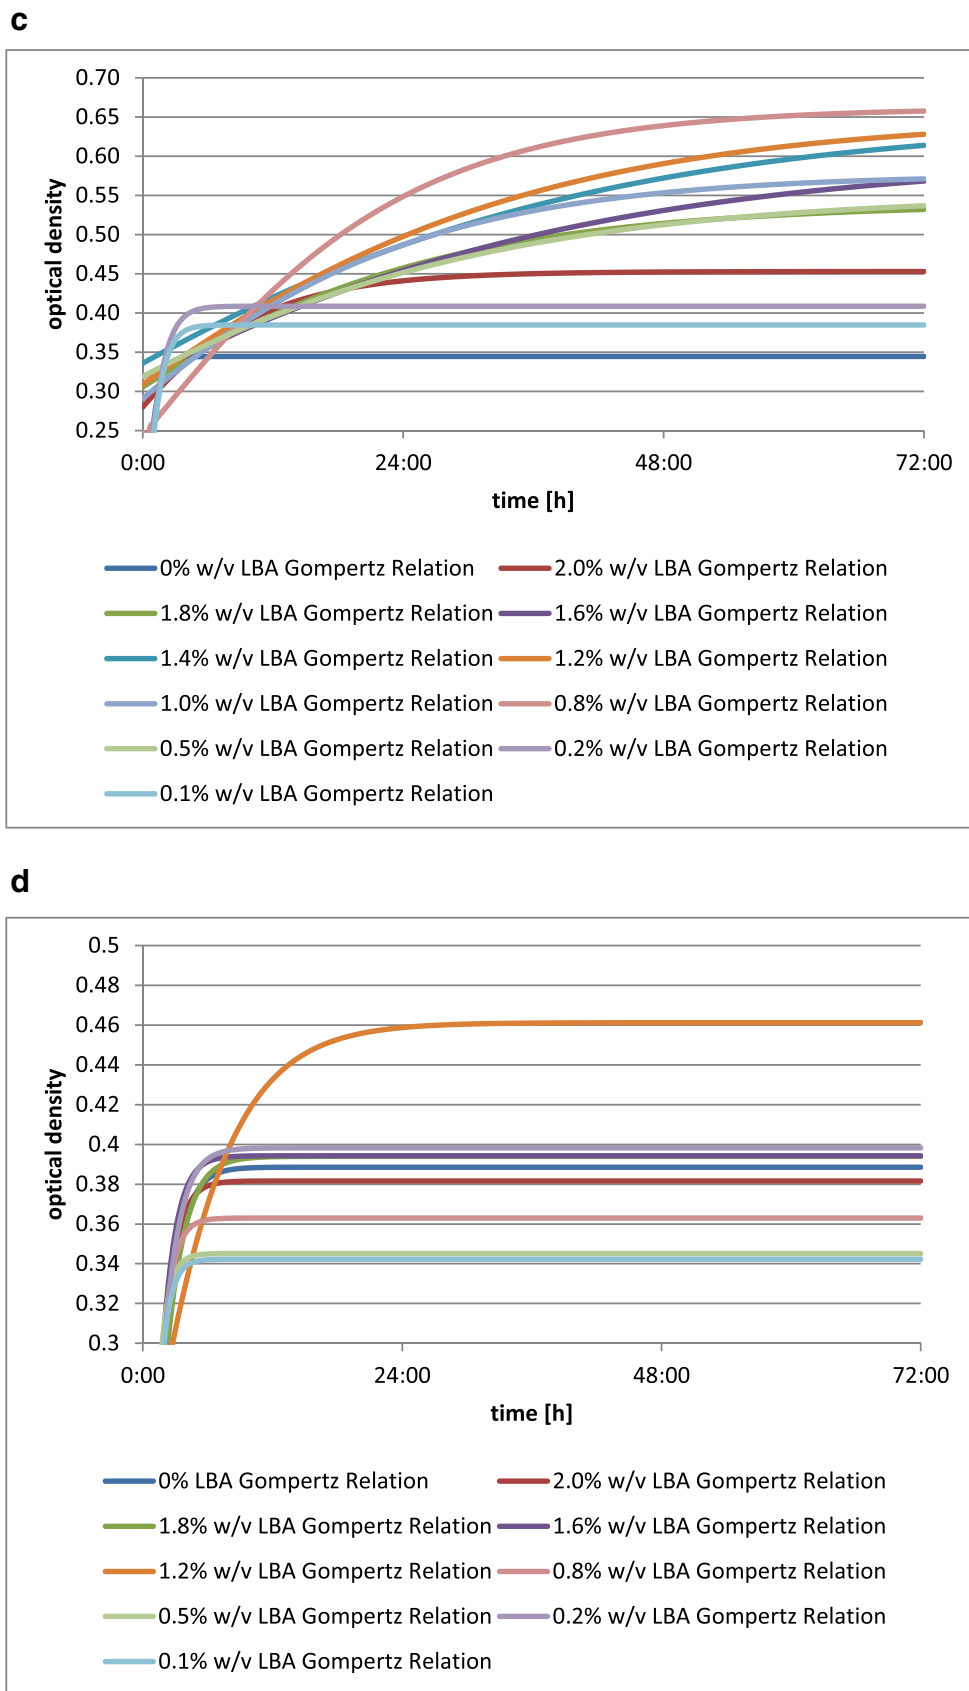 c
0.70
0.65
0.60
0.55
0.50
0.45
0.40
0.35
0.30
0.25
optical density
0:00 24:00 48:00 72:00
time [h]
0% w/v LBA Gompertz Relation 2.0% w/v LBA Gompertz Relation
1.8% w/v LBA Gompertz Relation 1.6% w/v LBA Gompertz Relation
1.4% w/v LBA Gompertz Relation 1.2% w/v LBA Gompertz Relation
1.0% w/v LBA Gompertz Relation 0.8% w/v LBA Gompertz Relation
0.5% w/v LBA Gompertz Relation 0.2% w/v LBA Gompertz Relation
0.1% w/v LBA Gompertz Relation
d
0.5
0.48
0.46
0.44
0.42
0.4
0.38
0.36
0.34
0.32
0.3
optical density
0:00 24:00 48:00 72:00
time [h]
0% LBA Gompertz Relation 2.0% w/v LBA Gompertz Relation
1.8% w/v LBA Gompertz Relation 1.6% w/v LBA Gompertz Relation
1.2% w/v LBA Gompertz Relation 0.8% w/v LBA Gompertz Relation
0.5% w/v LBA Gompertz Relation 0.2% w/v LBA Gompertz Relation
0.1% w/v LBA Gompertz Relation